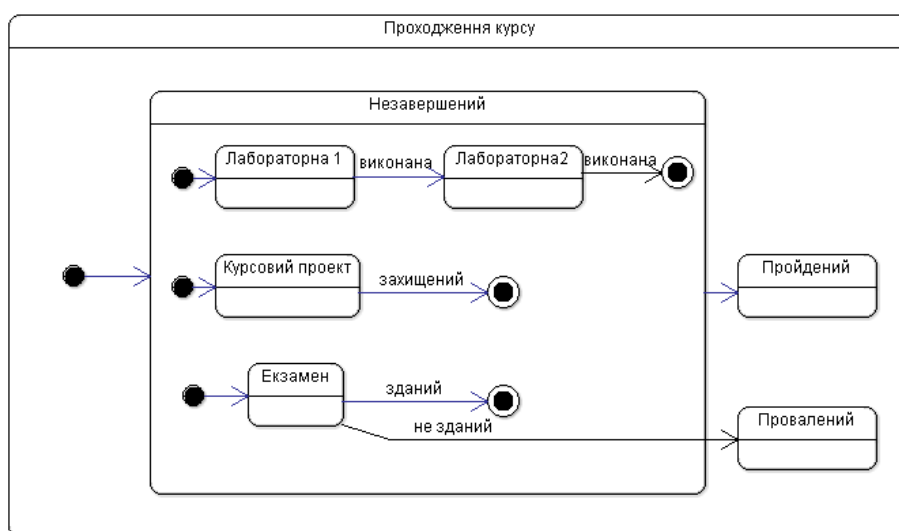 Проходження курсу
Незавершений
Лабораторна 1
виконана
Лабораторна2
виконана
Курсовий проект
захищений
Пройдений
Екзамен
зданий
не зданий
Провалений